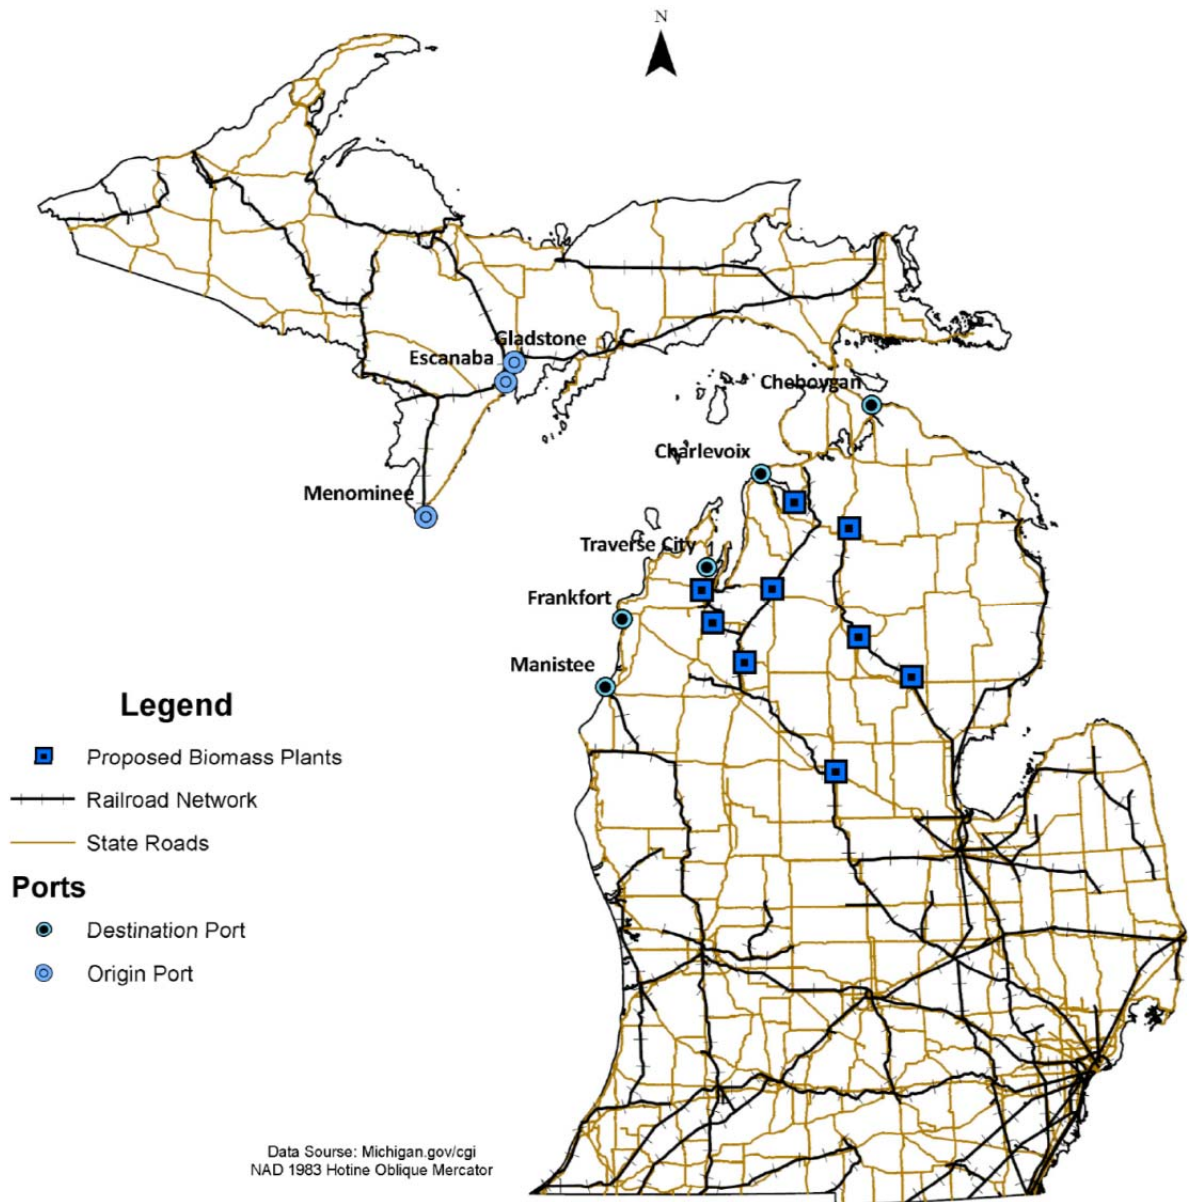 N
Gladstone
Escanaba
Cheboygan
Charlevoix
Menominee
Traverse City
Frankfort
Manistee
Legend
Proposed Biomass Plants
Railroad Network
State Roads
Ports
Destination Port
Origin Port
Data Sourse: Michigan.gov/cgi
NAD 1983 Hotine Oblique Mercator